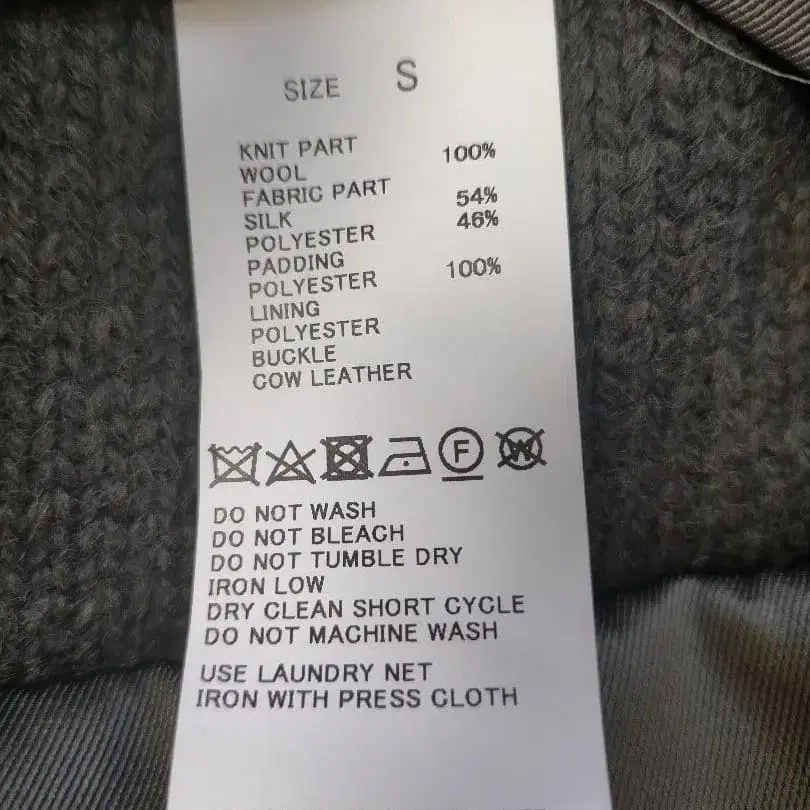 SIZE S
KNIT PART
WOOL 100%
FABRIC PART
SILK 54%
POLYESTER 46%
PADDING
POLYESTER 100%
LINING
POLYESTER
BUCKLE
COW LEATHER
F W
DO NOT WASH
DO NOT BLEACH
DO NOT TUMBLE DRY
IRON LOW
DRY CLEAN SHORT CYCLE
DO NOT MACHINE WASH
USE LAUNDRY NET
IRON WITH PRESS CLOTH